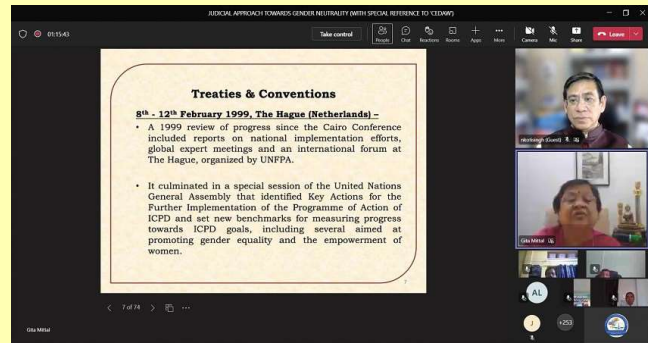 JUDICIAL APPROACH TOWARDS GENDER NEUTRALITY (WITH SPECIAL REFERENCE TO 'CEDAW')
01:15:43
Take control
People
Chat
Reactions
Rooms
Apps
More
Camera
Mic
Share
Leave
Treaties & Conventions
8th - 12th February 1999, The Hague (Netherlands) –
• A 1999 review of progress since the Cairo Conference
included reports on national implementation efforts,
global expert meetings and an international forum at
The Hague, organized by UNFPA.
• It culminated in a special session of the United Nations
General Assembly that identified Key Actions for the
Further Implementation of the Programme of Action of
ICPD and set new benchmarks for measuring progress
towards ICPD goals, including several aimed at
promoting gender equality and the empowerment of
women.
7
7 of 74
Gita Mittal
(Guest)
Gita Mittal
AL
J
+253